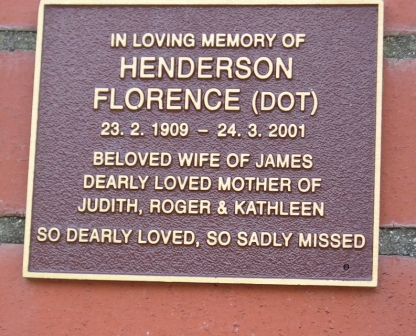 IN LOVING MEMORY OF
HENDERSON
FLORENCE (DOT)
23. 2. 1909 – 24. 3. 2001
BELOVED WIFE OF JAMES
DEARLY LOVED MOTHER OF
JUDITH, ROGER & KATHLEEN
SO DEARLY LOVED, SO SADLY MISSED